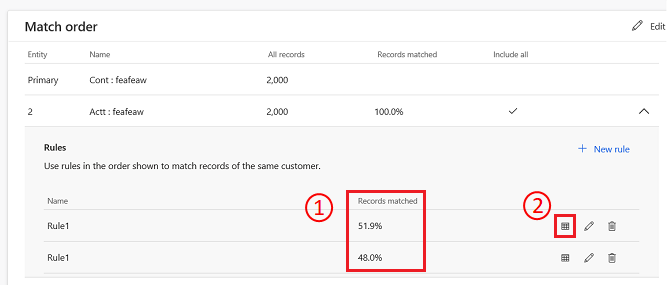 Match order
Edit
Entity Name All records Records matched Include all
Primary Cont : feafeaw 2,000
2 Actt : feafeaw 2,000 100.0%
Rules
New rule
Use rules in the order shown to match records of the same customer.
1
2
Name Records matched
Rule1 51.9%
Rule1 48.0%